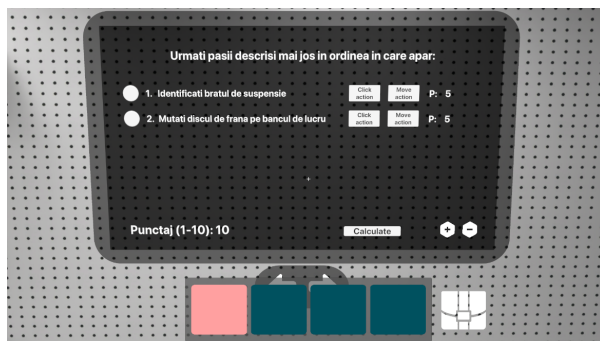 Urmati pasii descrisi mai jos in ordinea in care apar:
1. Identificati bratul de suspensie Click action Move action P: 5
2. Mutati discul de frana pe bancul de lucru Click action Move action P: 5
Punctaj (1-10): 10 Calculate + -